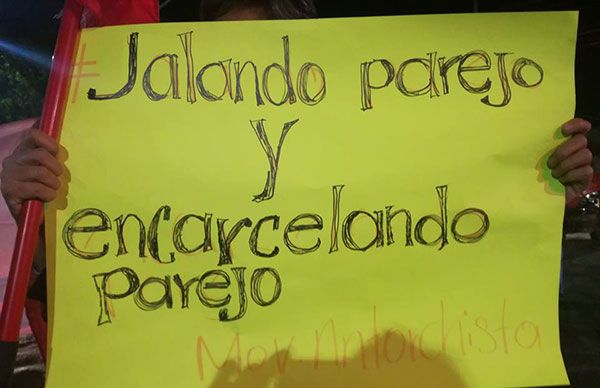 #Jalando parejo
y
encarcelando
parejo
Mov Antorchista